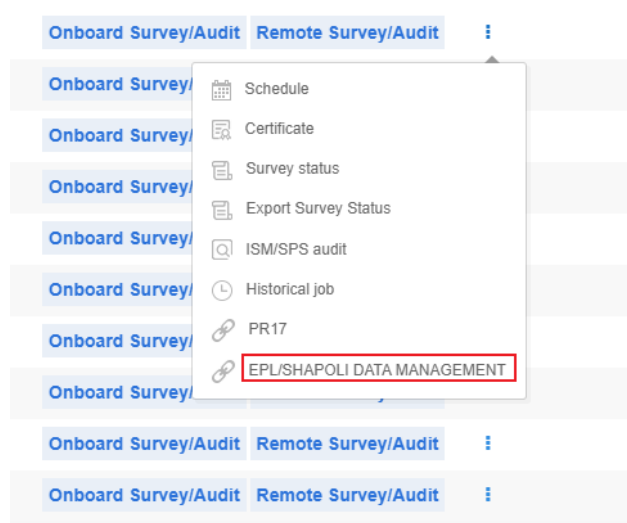 Onboard Survey/Audit Remote Survey/Audit
Onboard Survey/
Schedule
Onboard Survey/
Certificate
Survey status
Onboard Survey/
Export Survey Status
Onboard Survey/
ISM/SPS audit
Onboard Survey/
Historical job
Onboard Survey/
PR17
EPL/SHAPOLI DATA MANAGEMENT
Onboard Survey/
Onboard Survey/Audit Remote Survey/Audit
Onboard Survey/Audit Remote Survey/Audit